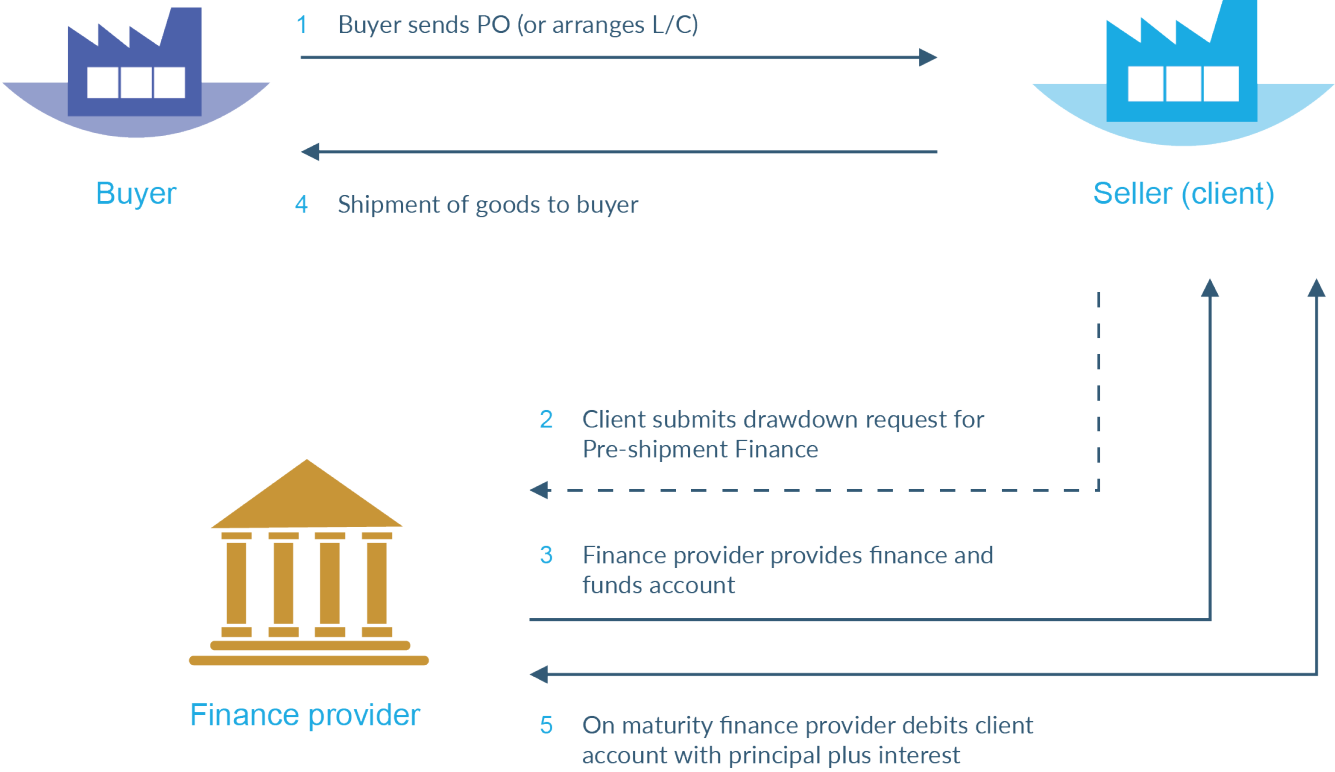 1 Buyer sends PO (or arranges L/C)
Buyer
Seller (client)
4 Shipment of goods to buyer
2 Client submits drawdown request for
Pre-shipment Finance
3 Finance provider provides finance and
funds account
Finance provider
5 On maturity finance provider debits client
account with principal plus interest